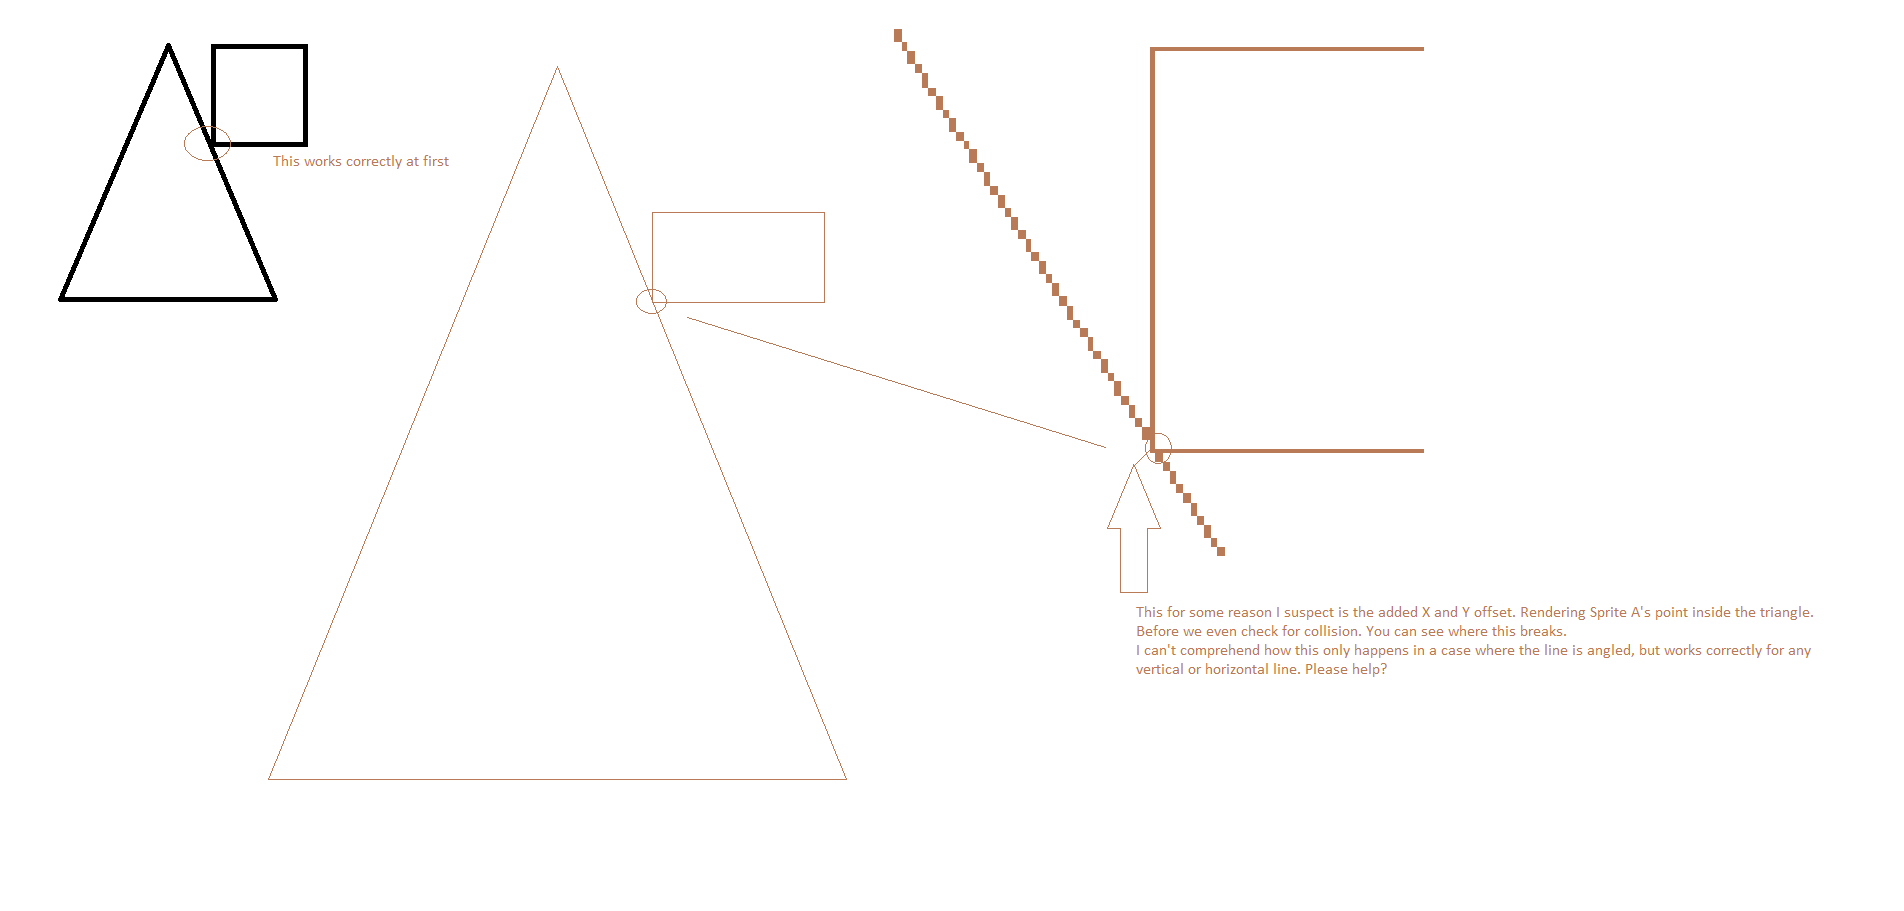 This works correctly at first
This for some reason I suspect is the added X and Y offset. Rendering Sprite A's point inside the triangle.
Before we even check for collision. You can see where this breaks.
I can't comprehend how this only happens in a case where the line is angled, but works correctly for any
vertical or horizontal line. Please help?